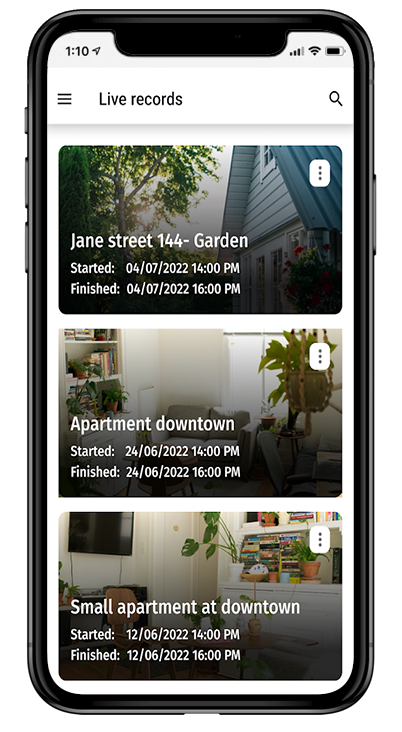 1:10
Live records
Jane street 144- Garden
Started: 04/07/2022 14:00 PM
Finished: 04/07/2022 16:00 PM
Apartment downtown
Started: 24/06/2022 14:00 PM
Finished: 24/06/2022 16:00 PM
Small apartment at downtown
Started: 12/06/2022 14:00 PM
Finished: 12/06/2022 16:00 PM